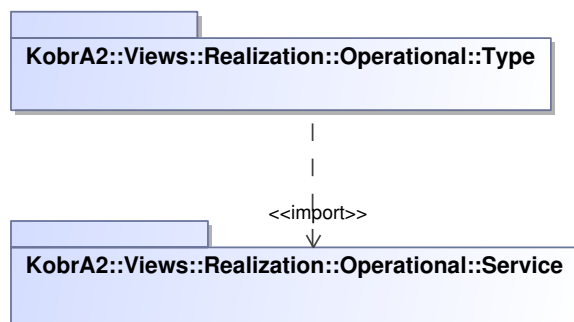 KobrA2::Views::Realization::Operational::Type
<<import>>
KobrA2::Views::Realization::Operational::Service